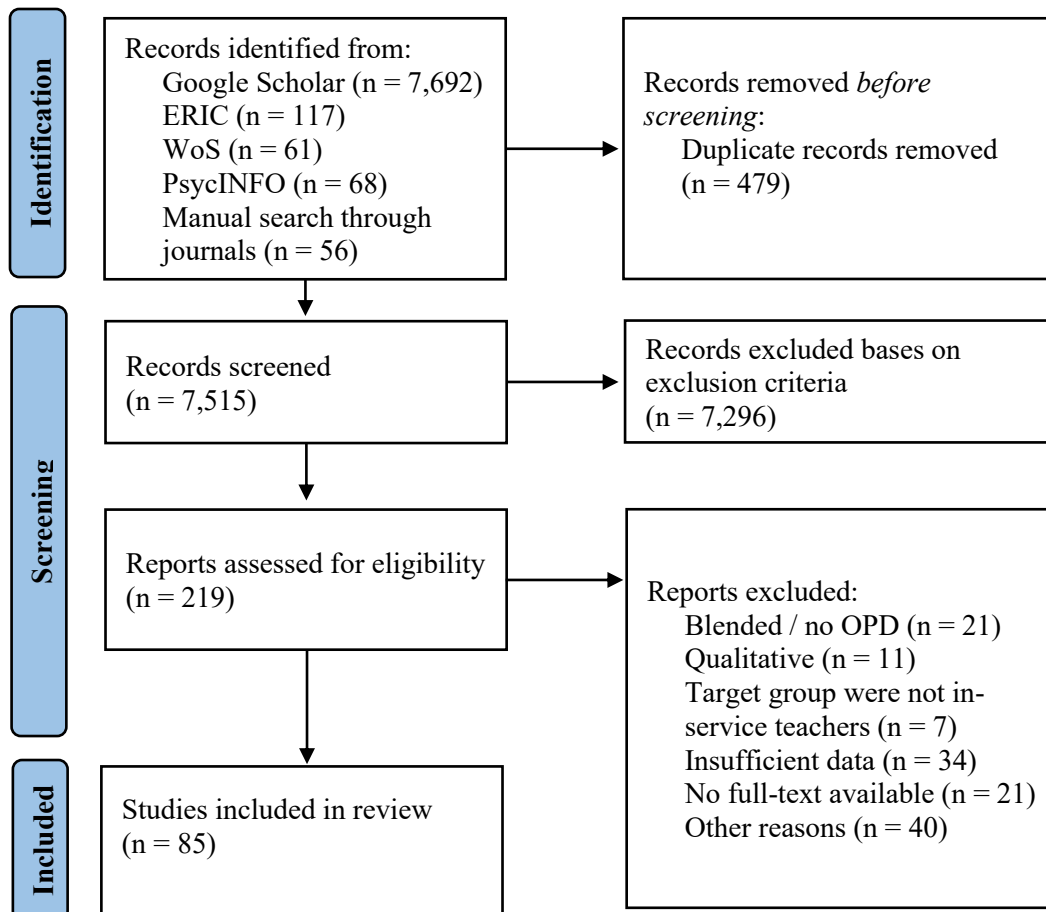 Identification
Records identified from:
Google Scholar (n = 7,692)
ERIC (n = 117)
WoS (n = 61)
PsycINFO (n = 68)
Manual search through
journals (n = 56)
Records removed before
screening:
Duplicate records removed
(n = 479)
Screening
Records screened
(n = 7,515)
Records excluded bases on
exclusion criteria
(n = 7,296)
Reports assessed for eligibility
(n = 219)
Reports excluded:
Blended / no OPD (n = 21)
Qualitative (n = 11)
Target group were not in-
service teachers (n = 7)
Insufficient data (n = 34)
No full-text available (n = 21)
Other reasons (n = 40)
Included
Studies included in review
(n = 85)